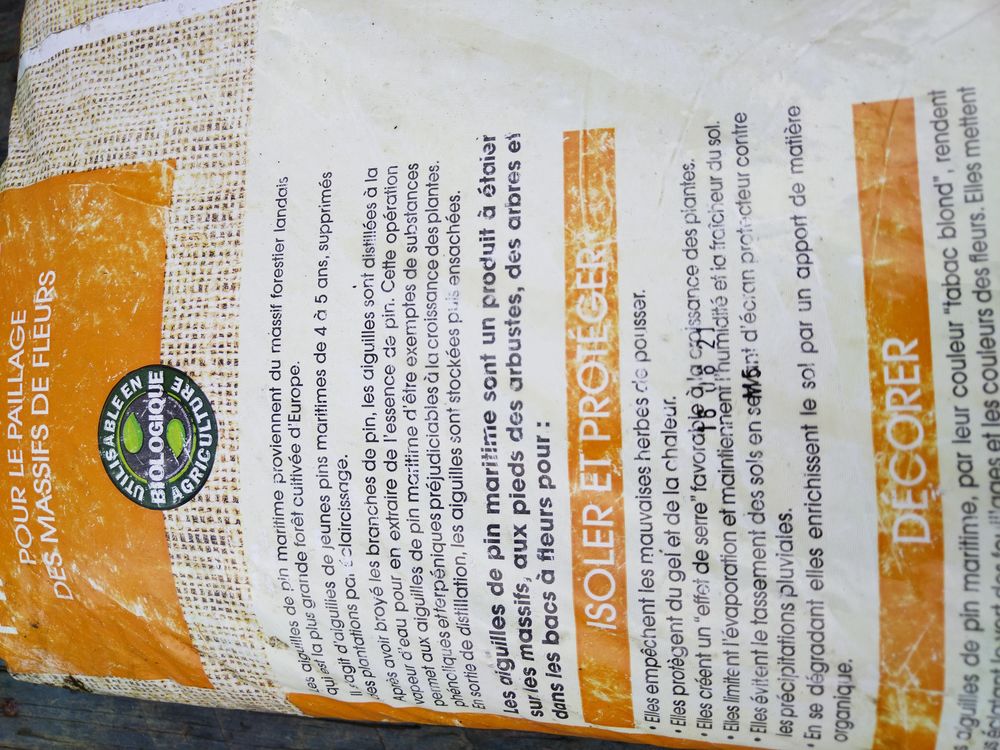 POUR LE PAILLAGE
DES MASSIFS DE FLEURS
UTILISABLE EN
BIOLOGIQUE
AGRICULTURE
Les aiguilles de pin maritime proviennent du massif forestier landais
qui est la plus grande forêt cultivée d'Europe.
Il s'agit d'aiguilles de jeunes pins maritimes de 4 à 5 ans, supprimés
des plantations par éclaircissage.
Après avoir broyé les branches de pin, les aiguilles sont distillées à la
vapeur d'eau pour en extraire de l'essence de pin. Cette opération
permet aux aiguilles de pin maritime d'être exemptes de substances
phénoliques et terpéniques préjudiciables à la croissance des plantes.
En sortie de distillation, les aiguilles sont stockées puis ensachées.
Les aiguilles de pin maritime sont un produit à étaler
sur les massifs, aux pieds des arbustes, des arbres et
dans les bacs à fleurs pour :
ISOLER ET PROTÉGER
• Elles empêchent les mauvaises herbes de pousser.
• Elles protègent du gel et de la chaleur.
• Elles créent un "effet de serre" favorable à la croissance des plantes.
• Elles limitent l'évaporation et maintiennent l'humidité et la fraîcheur du sol.
• Elles évitent le tassement des sols en servant d'écran protecteur contre
les précipitations pluviales.
• En se dégradant elles enrichissent le sol par un apport de matière
organique.
DÉCORER
aiguilles de pin maritime, par leur couleur "tabac blond", rendent
et les couleurs des fleurs. Elles mettent